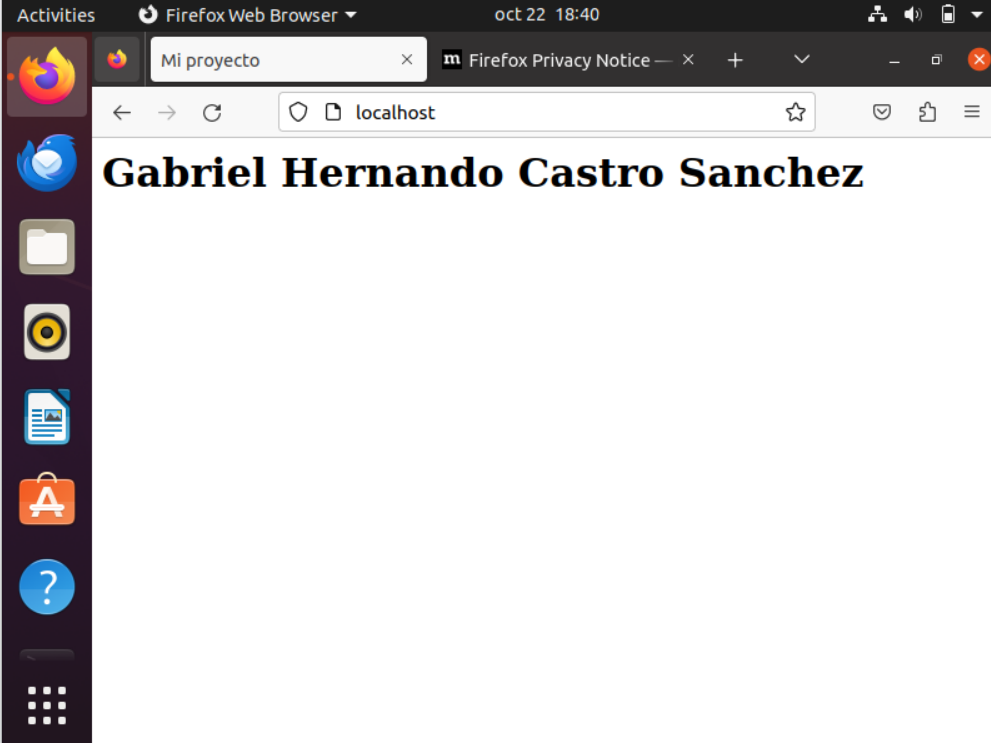 Activities Firefox Web Browser oct 22 18:40
Mi proyecto m Firefox Privacy Notice —
localhost
Gabriel Hernando Castro Sanchez